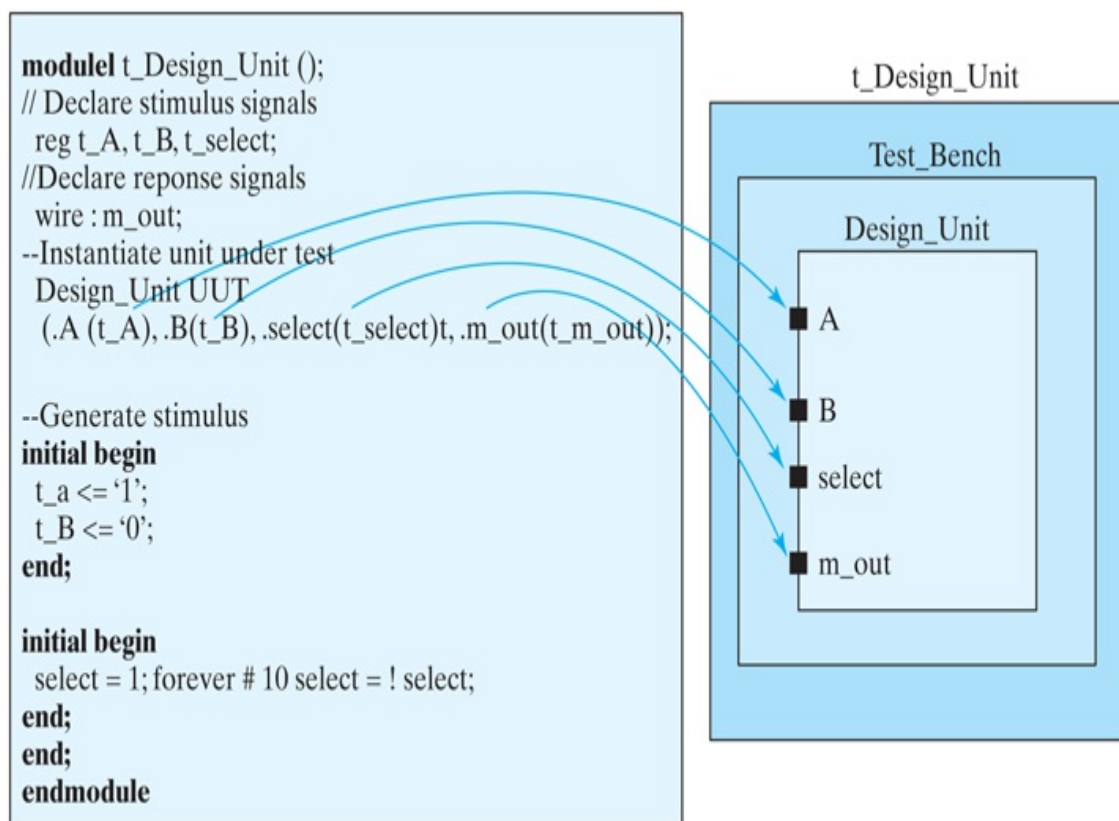 modulel t_Design_Unit ();
// Declare stimulus signals
reg t_A, t_B, t_select;
//Declare reponse signals
wire : m_out;
--Instantiate unit under test
Design_Unit UUT
(.A (t_A), .B(t_B), .select(t_select)t, .m_out(t_m_out));
--Generate stimulus
initial begin
t_a <= ‘1’;
t_B <= ‘0’;
end;
initial begin
select = 1; forever # 10 select = ! select;
end;
end;
endmodule
t_Design_Unit
Test_Bench
Design_Unit
A
B
select
m_out